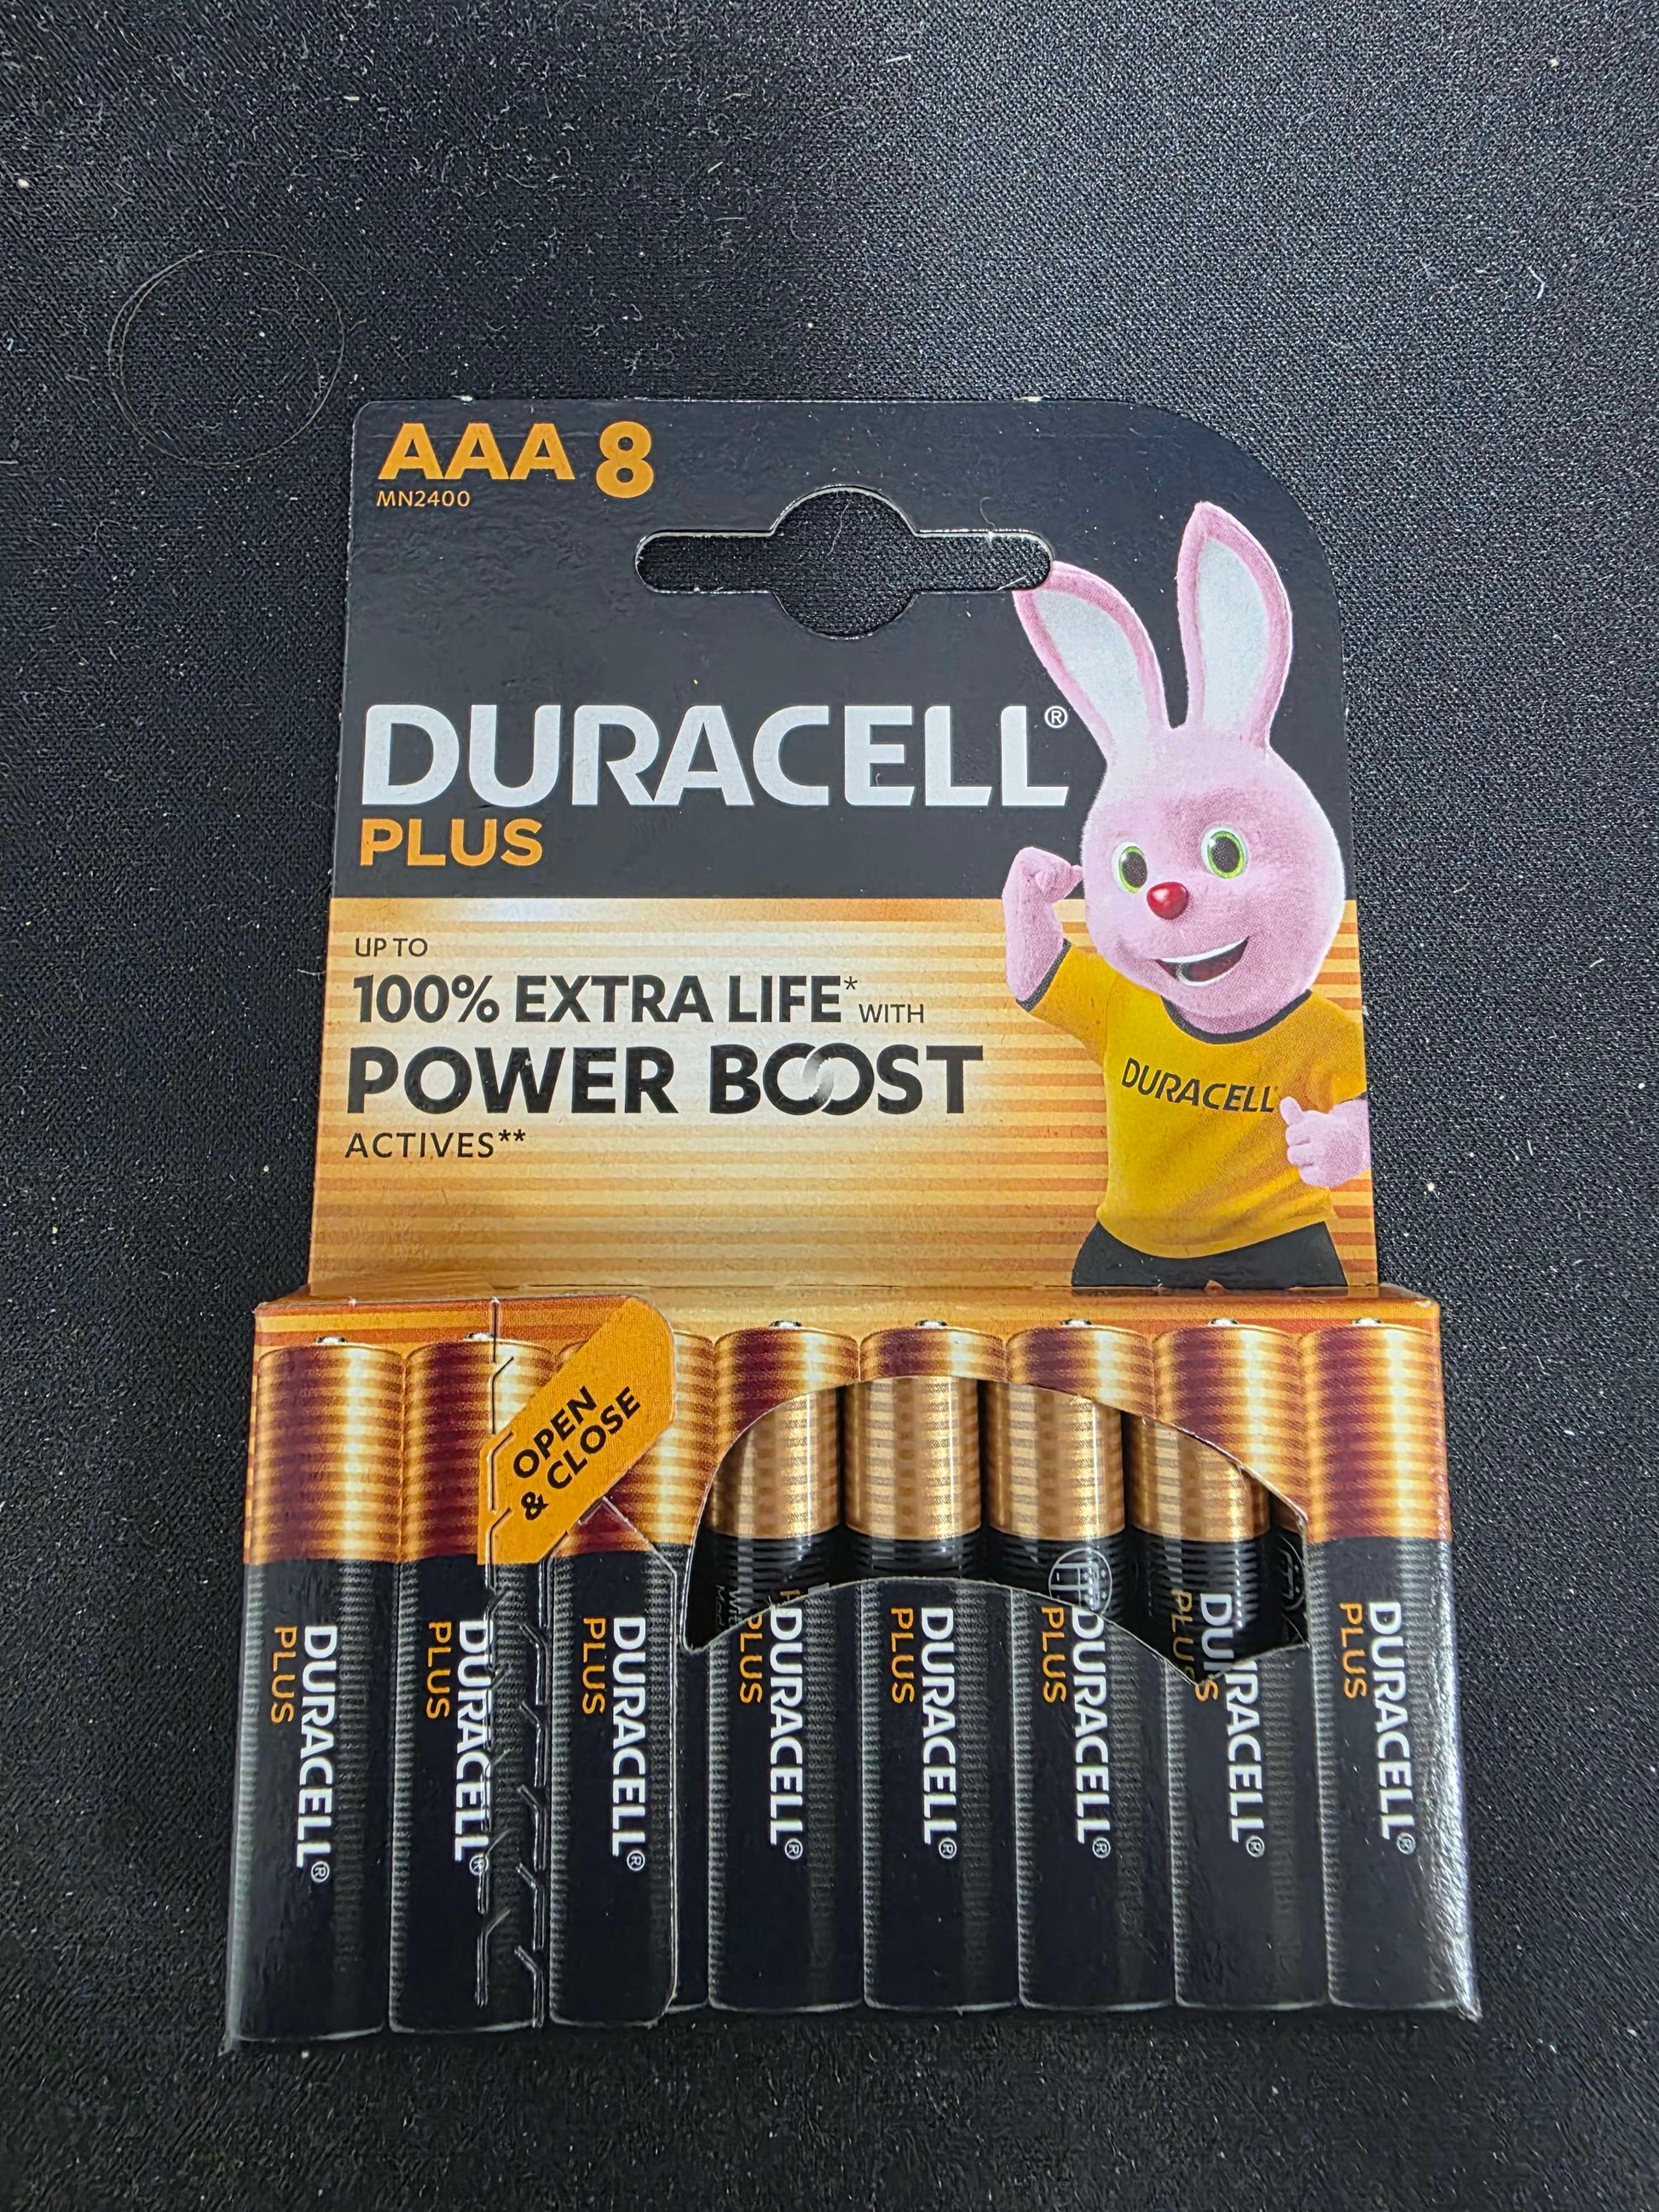 AAA 8
MN2400
DURACELL®
PLUS
UP TO
100% EXTRA LIFE* WITH
POWER BOOST
ACTIVES**
DURACELL
OPEN
& CLOSE
DURACELL®
PLUS
DURACELL®
PLUS
DURACELL®
PLUS
DURACELL®
PLUS
DURACELL®
PLUS
DURACELL®
PLUS
DURACELL®
PLUS
DURACELL®
PLUS